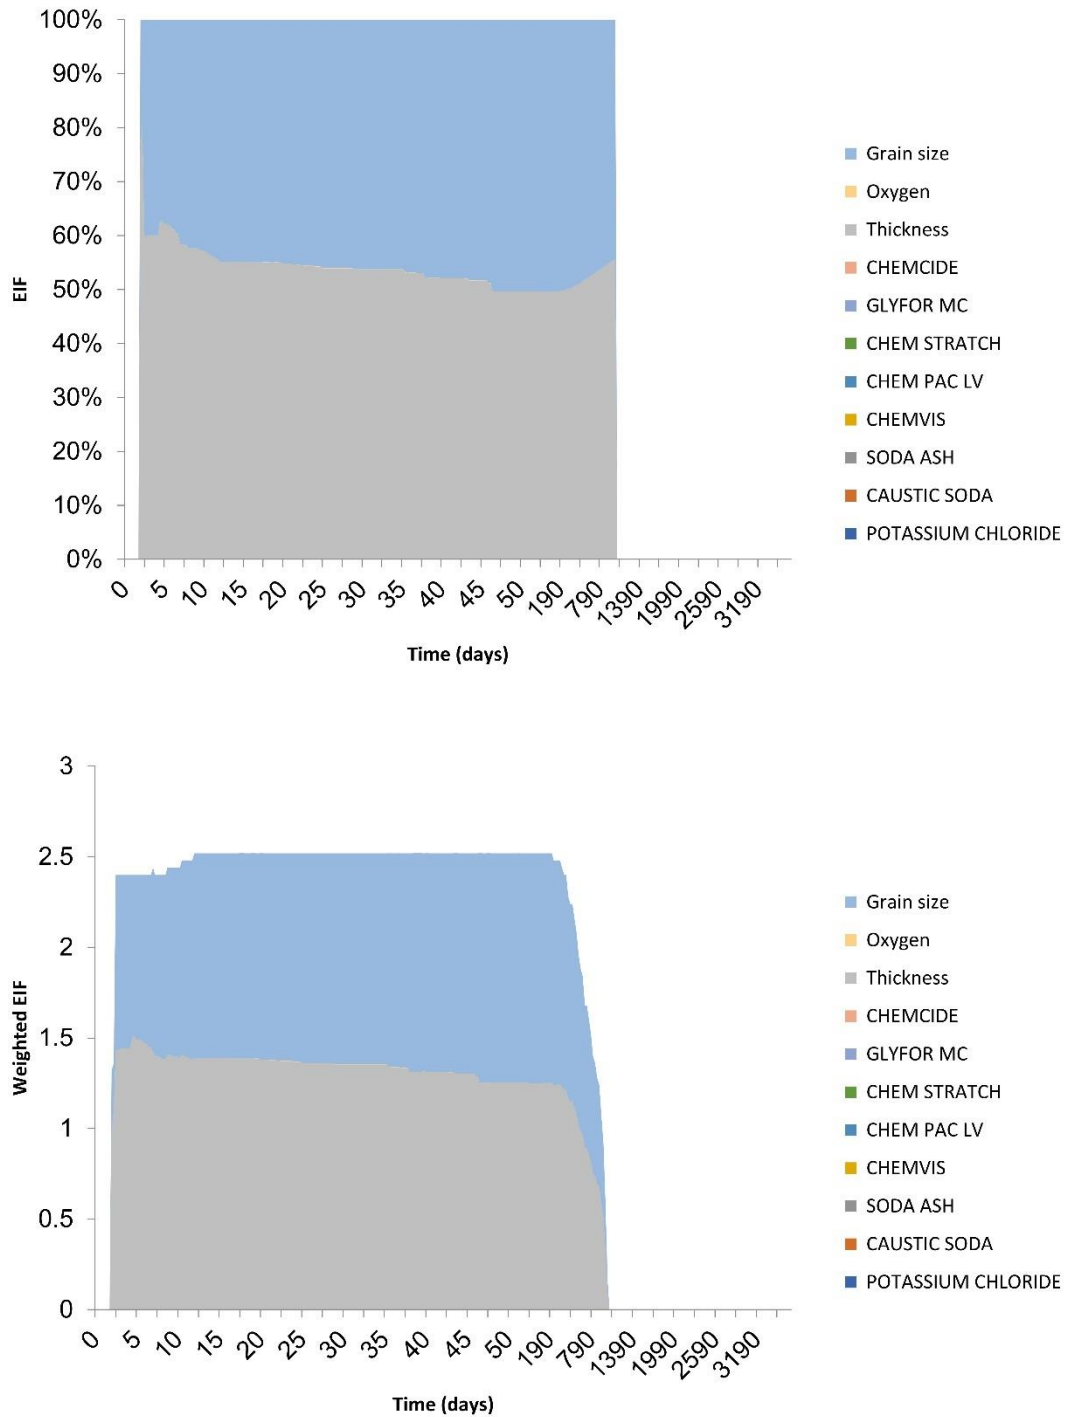 100%
90%
80%
70%
60%
50%
40%
30%
20%
10%
0%
EIF
0 5 10 15 20 25 30 35 40 45 50 190 790 1390 1990 2590 3190
Time (days)
Grain size
Oxygen
Thickness
CHEMCIDE
GLYFOR MC
CHEM STRATCH
CHEM PAC LV
CHEMVIS
SODA ASH
CAUSTIC SODA
POTASSIUM CHLORIDE
3
2.5
2
1.5
1
0.5
0
Weighted EIF
0 5 10 15 20 25 30 35 40 45 50 190 790 1390 1990 2590 3190
Time (days)
Grain size
Oxygen
Thickness
CHEMCIDE
GLYFOR MC
CHEM STRATCH
CHEM PAC LV
CHEMVIS
SODA ASH
CAUSTIC SODA
POTASSIUM CHLORIDE